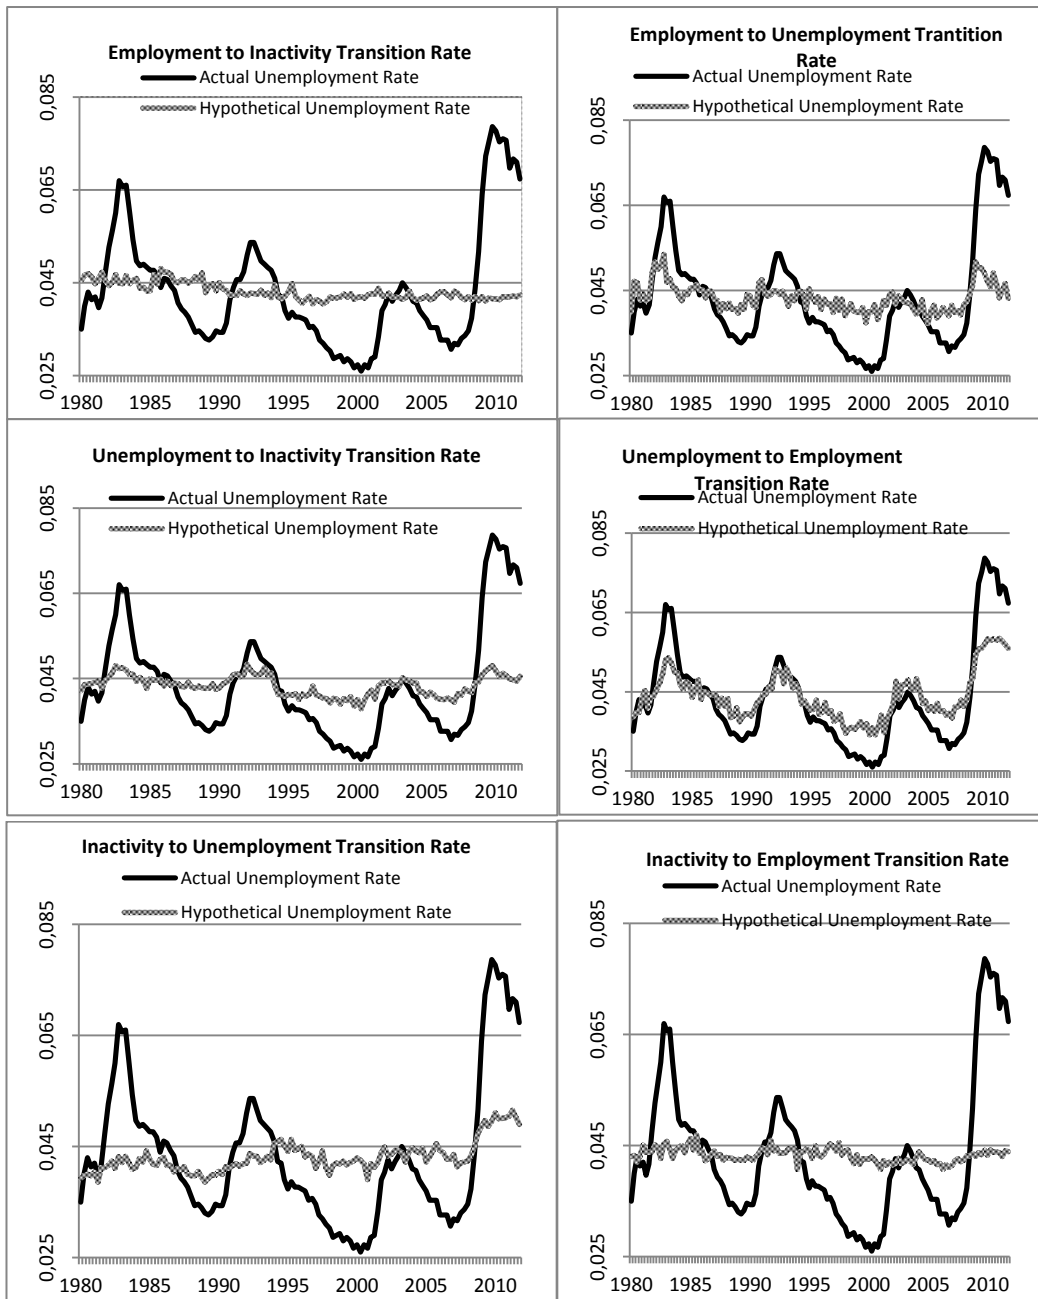 Employment to Inactivity Transition Rate
Actual Unemployment Rate
Hypothetical Unemployment Rate
0,085
0,065
0,045
0,025
1980 1985 1990 1995 2000 2005 2010
Employment to Unemployment Trantition
Rate
Actual Unemployment Rate
Hypothetical Unemployment Rate
0,085
0,065
0,045
0,025
1980 1985 1990 1995 2000 2005 2010
Unemployment to Inactivity Transition Rate
Actual Unemployment Rate
Hypothetical Unemployment Rate
0,085
0,065
0,045
0,025
1980 1985 1990 1995 2000 2005 2010
Unemployment to Employment
Transition Rate
Actual Unemployment Rate
Hypothetical Unemployment Rate
0,085
0,065
0,045
0,025
1980 1985 1990 1995 2000 2005 2010
Inactivity to Unemployment Transition Rate
Actual Unemployment Rate
Hypothetical Unemployment Rate
0,085
0,065
0,045
0,025
1980 1985 1990 1995 2000 2005 2010
Inactivity to Employment Transition Rate
Actual Unemployment Rate
Hypothetical Unemployment Rate
0,085
0,065
0,045
0,025
1980 1985 1990 1995 2000 2005 2010